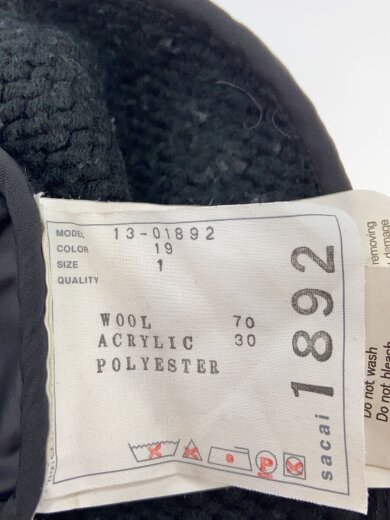 MODEL 13-01892
COLOR 19
SIZE 1
QUALITY
WOOL 70
ACRYLIC 30
POLYESTER
sacai 1892
removing
damage
Do not wash
Do not bleach